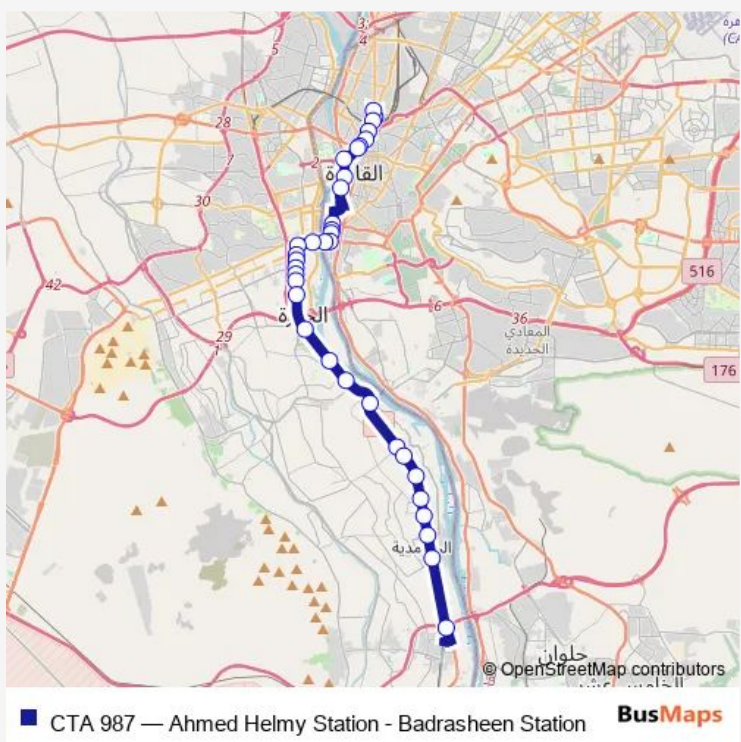 3;
4
5
28
7
2
30
القاهرة
42
516
6
36
29
المعادي
الجديدة
176
© OpenStreetMap contributors
حلوان
CTA 987 — Ahmed Helmy Station - Badrasheen Station
BusMaps